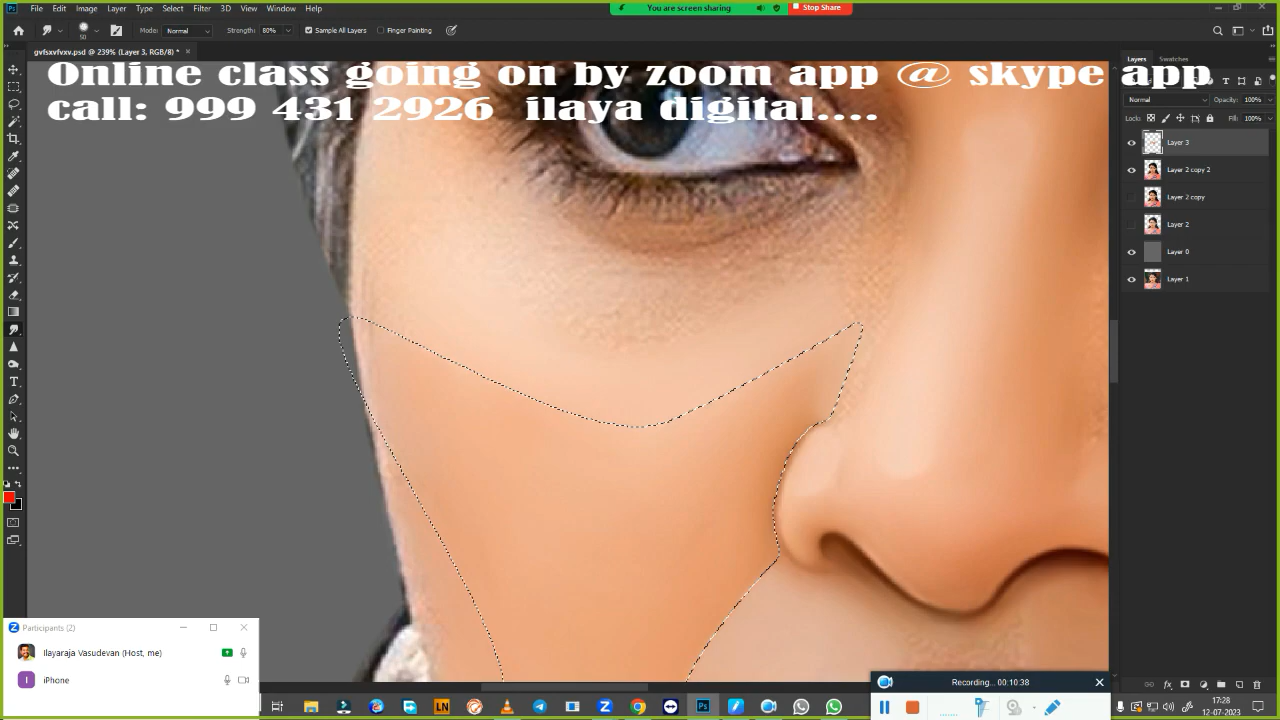 File Edit Image Layer Type Select Filter 3D View Window Help
You are screen sharing Stop Share
50 Mode: Normal Strength: 80% Sample All Layers Finger Painting
gvfsxvfvxv.psd @ 239% (Layer 3, RGB/8) *
Online class going on by zoom app @ skype app
call: 999 431 2926 ilaya digital....
Layers Swatches
Normal Opacity: 100%
Locks: Fill: 100%
Layer 3
Layer 2 copy 2
Layer 2 copy
Layer 2
Layer 0
Layer 1
Participants (2)
Ilayaraja Vasudevan (Host, me)
I iPhone
Recording... 00:10:38
LN
17:28
12-07-2023